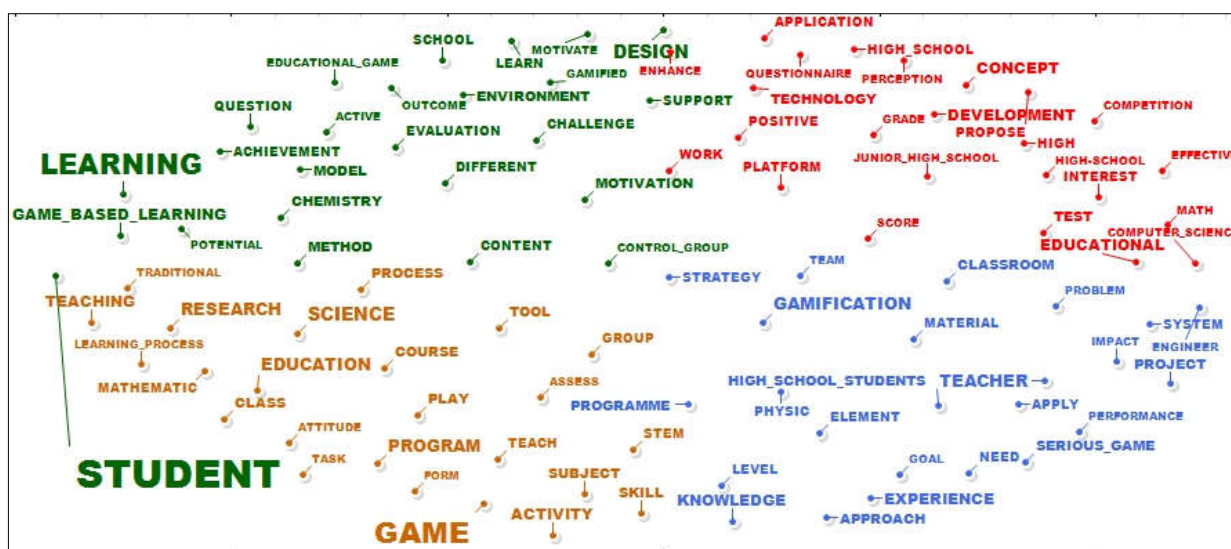 APPLICATION
SCHOOL
MOTIVATE
DESIGN
HIGH_SCHOOL
LEARN
EDUCATIONAL_GAME
GAMIFIED
ENHANCE
QUESTIONNAIRE
PERCEPTION
CONCEPT
OUTCOME
ENVIRONMENT
SUPPORT
TECHNOLOGY
QUESTION
ACTIVE
DEVELOPMENT
COMPETITION
EVALUATION
CHALLENGE
POSITIVE
GRADE
PROPOSE
HIGH
ACHIEVEMENT
WORK
LEARNING
MODEL
DIFFERENT
PLATFORM
JUNIOR_HIGH_SCHOOL
HIGH-SCHOOL
EFFECTIV
MOTIVATION
INTEREST
CHEMISTRY
GAME_BASED_LEARNING
SCORE
TEST
MATH
POTENTIAL
METHOD
CONTENT
CONTROL_GROUP
EDUCATIONAL
COMPUTER_SCIENC
TRADITIONAL
PROCESS
STRATEGY
TEAM
CLASSROOM
TEACHING
RESEARCH
SCIENCE
TOOL
GAMIFICATION
PROBLEM
MATERIAL
SYSTEM
LEARNING_PROCESS
EDUCATION
COURSE
GROUP
IMPACT
ENGINEER
PROJECT
MATHEMATIC
CLASS
ASSESS
HIGH_SCHOOL_STUDENTS
TEACHER
PLAY
PROGRAMME
PHYSIC
APPLY
ELEMENT
PERFORMANCE
ATTITUDE
PROGRAM
TEACH
STEM
SERIOUS_GAME
STUDENT
TASK
FORM
SUBJECT
LEVEL
GOAL
NEED
SKILL
KNOWLEDGE
EXPERIENCE
GAME
ACTIVITY
APPROACH